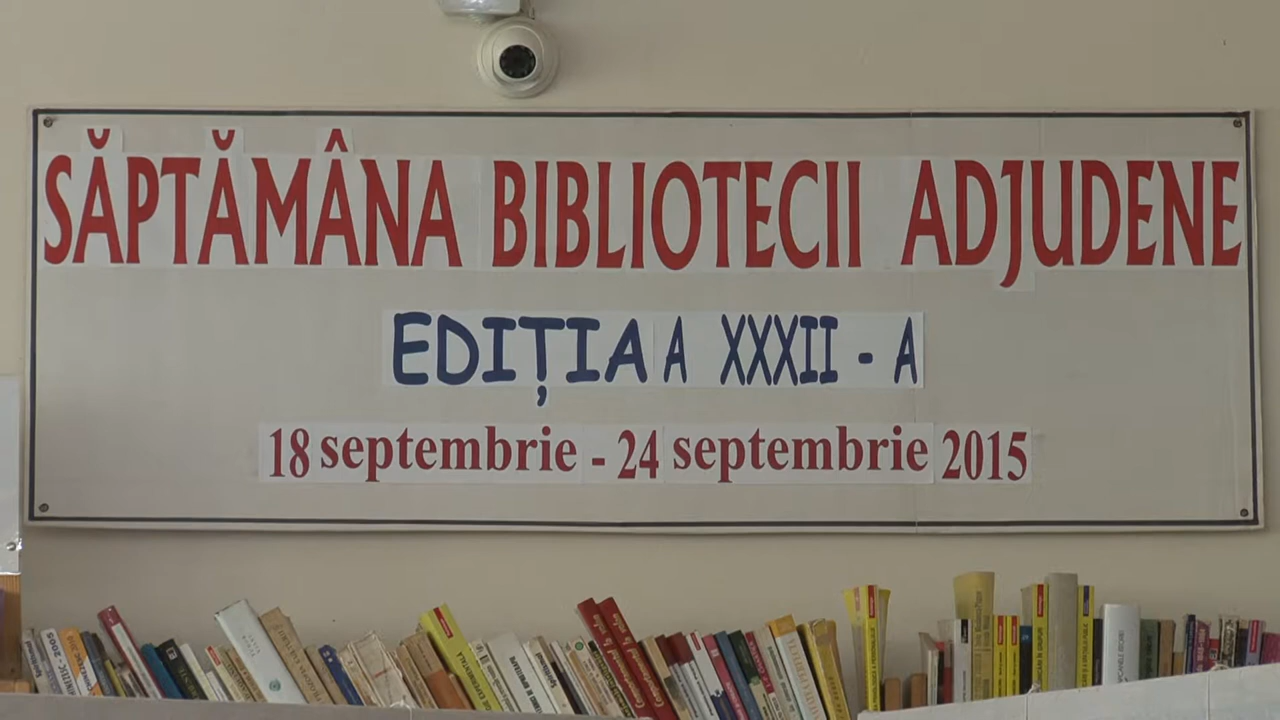 SĂPTĂMÂNA BIBLIOTECII ADJUDENE
EDIȚIA A XXXII - A
18 septembrie - 24 septembrie 2015